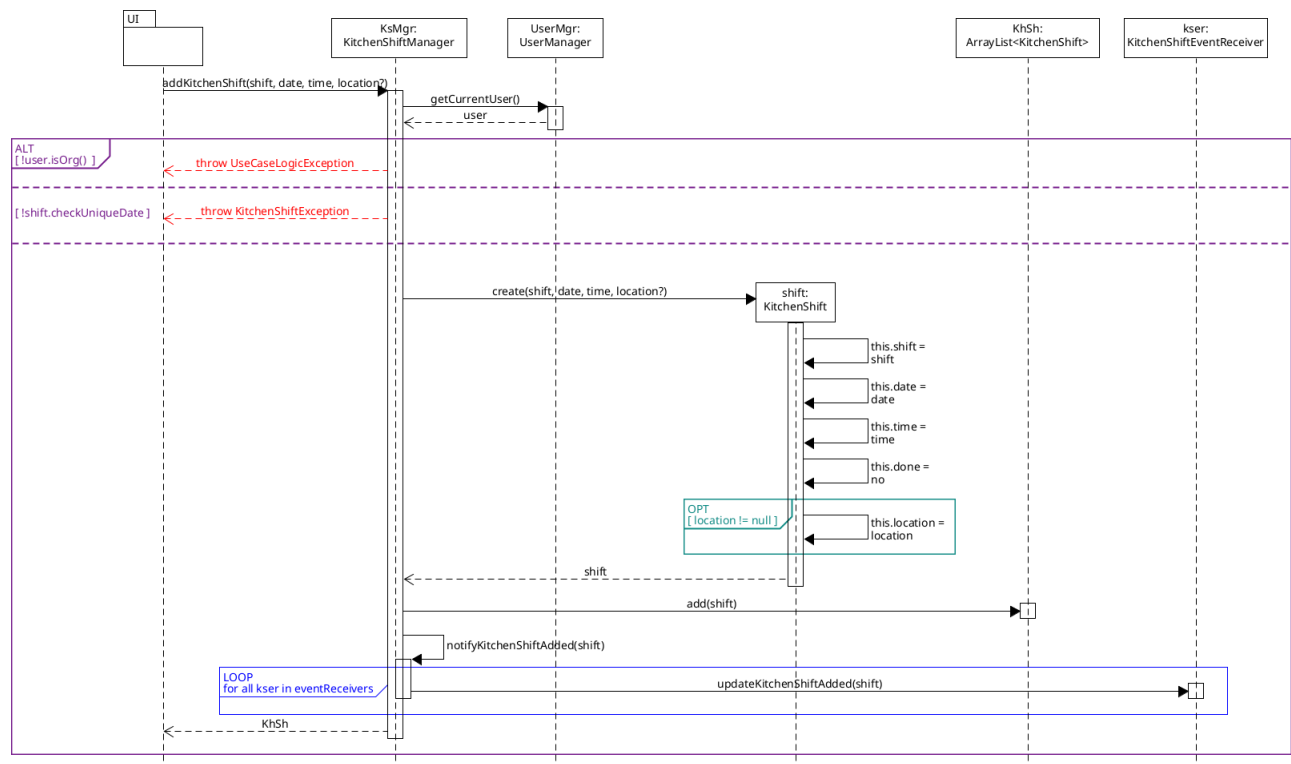 UI
KsMgr:
KitchenShiftManager
UserMgr:
UserManager
KhSh:
ArrayList<KitchenShift>
kser:
KitchenShiftEventReceiver
addKitchenShift(shift, date, time, location?)
getCurrentUser()
user
ALT
[ !user.isOrg() ]
throw UseCaseLogicException
[ !shift.checkUniqueDate ]
throw KitchenShiftException
create(shift, date, time, location?)
shift:
KitchenShift
this.shift =
shift
this.date =
date
this.time =
time
this.done =
no
OPT
[ location != null ]
this.location =
location
shift
add(shift)
notifyKitchenShiftAdded(shift)
LOOP
for all kser in eventReceivers
updateKitchenShiftAdded(shift)
KhSh